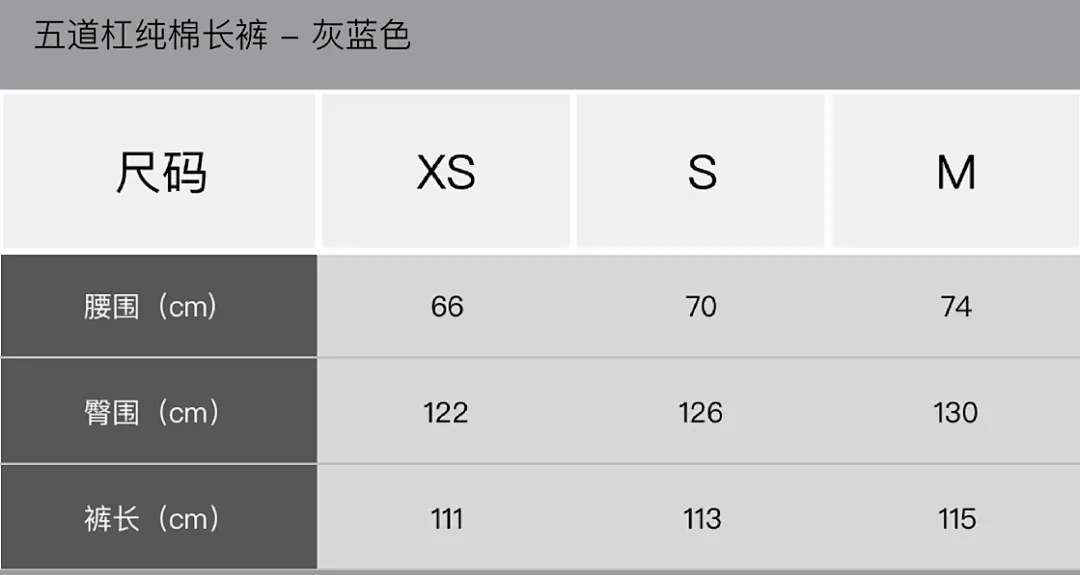 五道杠纯棉长裤 – 灰蓝色
尺码 XS S M
腰围（cm） 66 70 74
臀围（cm） 122 126 130
裤长（cm） 111 113 115